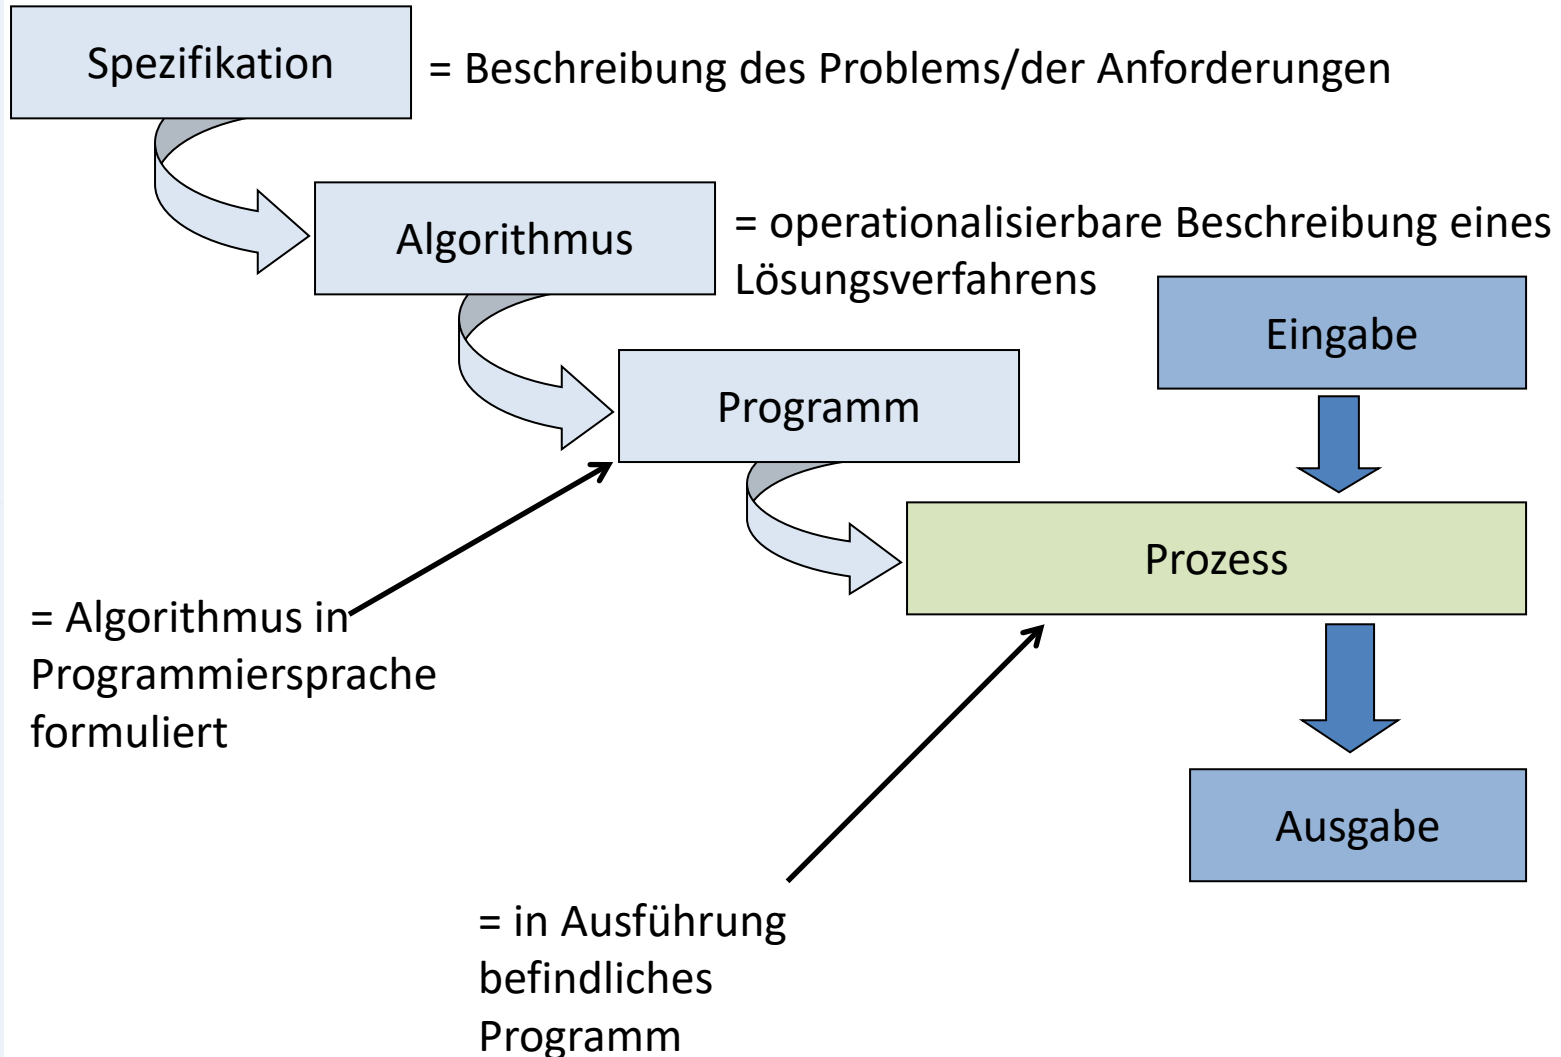 Spezifikation
= Beschreibung des Problems/der Anforderungen
Algorithmus
= operationalisierbare Beschreibung eines
Lösungsverfahrens
Eingabe
Programm
Prozess
= Algorithmus in
Programmiersprache
formuliert
Ausgabe
= in Ausführung
befindliches
Programm